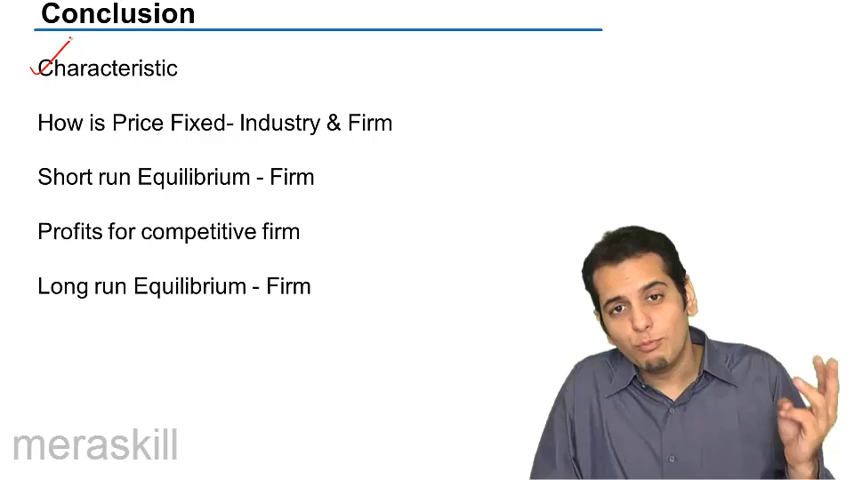 Conclusion
Characteristic
How is Price Fixed- Industry & Firm
Short run Equilibrium - Firm
Profits for competitive firm
Long run Equilibrium - Firm
meraskill